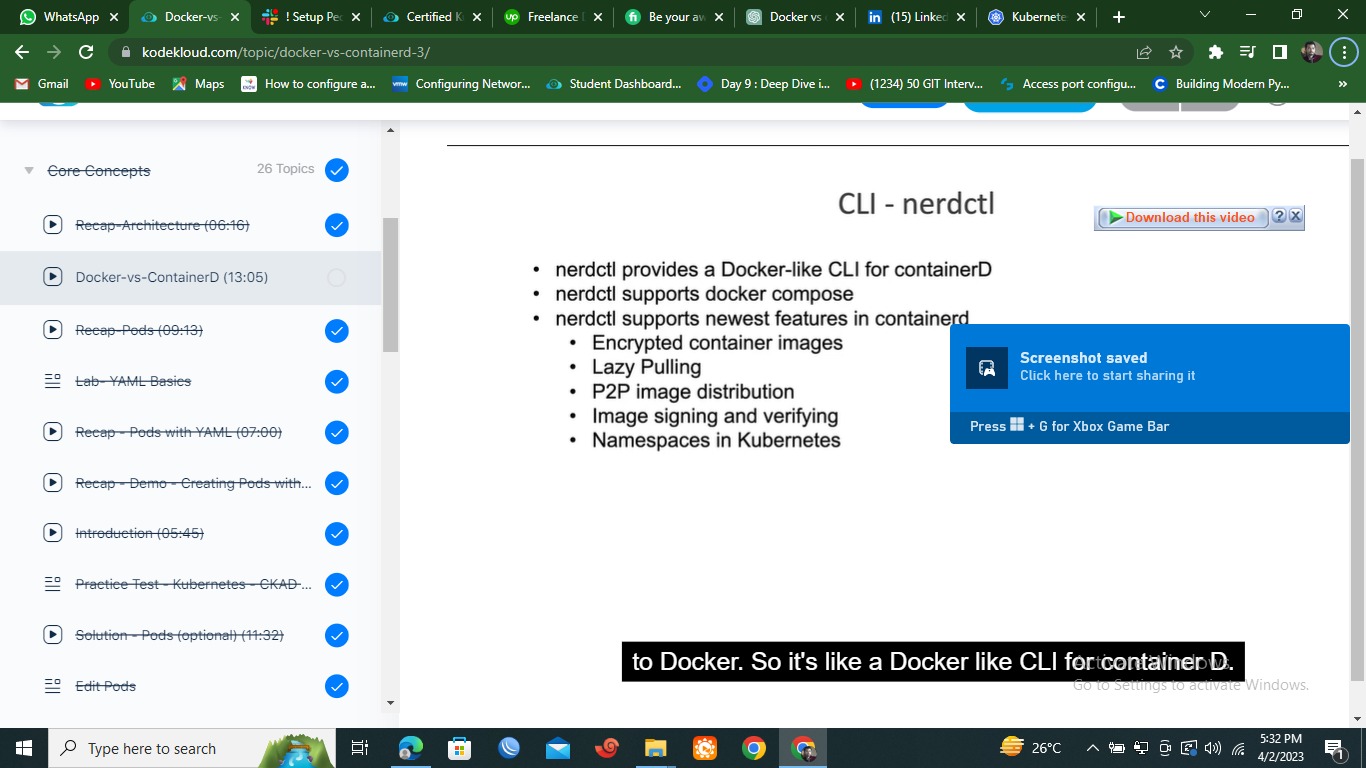 WhatsApp
Docker-vs-
! Setup Pec
Certified K
Freelance
Be your aw
Docker vs
(15) Linked
Kubernete
kodekloud.com/topic/docker-vs-containerd-3/
Gmail
YouTube
Maps
How to configure a...
Configuring Networ...
Student Dashboard...
Day 9 : Deep Dive i...
(1234) 50 GIT Interv...
Access port configu...
Building Modern Py...
Core Concepts
26 Topics
Recap-Architecture (06:16)
Docker-vs-ContainerD (13:05)
Recap-Pods (09:13)
Lab- YAML Basics
Recap - Pods with YAML (07:00)
Recap - Demo - Creating Pods with...
Introduction (05:45)
Practice Test - Kubernetes - CKAD ...
Solution - Pods (optional) (11:32)
Edit Pods
CLI - nerdctl
Download this video
• nerdctl provides a Docker-like CLI for containerD
• nerdctl supports docker compose
• nerdctl supports newest features in containerd
• Encrypted container images
• Lazy Pulling
• P2P image distribution
• Image signing and verifying
• Namespaces in Kubernetes
Screenshot saved
Click here to start sharing it
Press + G for Xbox Game Bar
to Docker. So it's like a Docker like CLI for container D.
Activate Windows
Go to Settings to activate Windows.
Type here to search
26°C
5:32 PM
4/2/2023
1